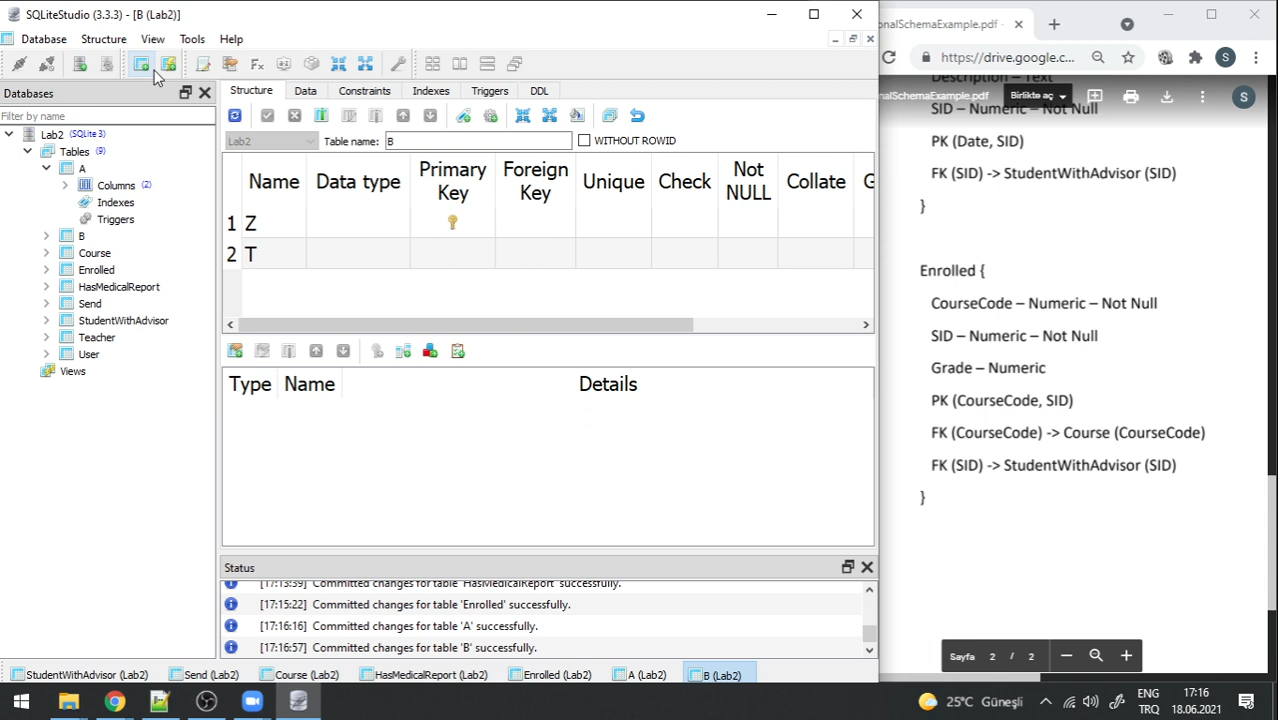 SQLiteStudio (3.3.3) - [B (Lab2)]
Database Structure View Tools Help
Databases
Filter by name
Lab2 (SQLite 3)
Tables (9)
A
Columns (2)
Indexes
Triggers
B
Course
Enrolled
HasMedicalReport
Send
StudentWithAdvisor
Teacher
User
Views
Structure Data Constraints Indexes Triggers DDL
Lab2 Table name: B WITHOUT ROWID
Name Data type Primary Key Foreign Key Unique Check Not NULL Collate G
1 Z
2 T
Type Name Details
Status
[17:13:39] Committed changes for table 'HasMedicalReport' successfully.
[17:15:22] Committed changes for table 'Enrolled' successfully.
[17:16:16] Committed changes for table 'A' successfully.
[17:16:57] Committed changes for table 'B' successfully.
StudentWithAdvisor (Lab2) Send (Lab2) Course (Lab2) HasMedicalReport (Lab2) Enrolled (Lab2) A (Lab2) B (Lab2)
onalSchemaExample.pdf
https://drive.google.c...
S
Description – Text
onalSchemaExample.pdf Birlikte aç S
SID – Numeric – Not Null
PK (Date, SID)
FK (SID) -> StudentWithAdvisor (SID)
}
Enrolled {
CourseCode – Numeric – Not Null
SID – Numeric – Not Null
Grade – Numeric
PK (CourseCode, SID)
FK (CourseCode) -> Course (CourseCode)
FK (SID) -> StudentWithAdvisor (SID)
}
Sayfa 2 / 2
25°C Güneşli
ENG
TRQ
17:16
18.06.2021